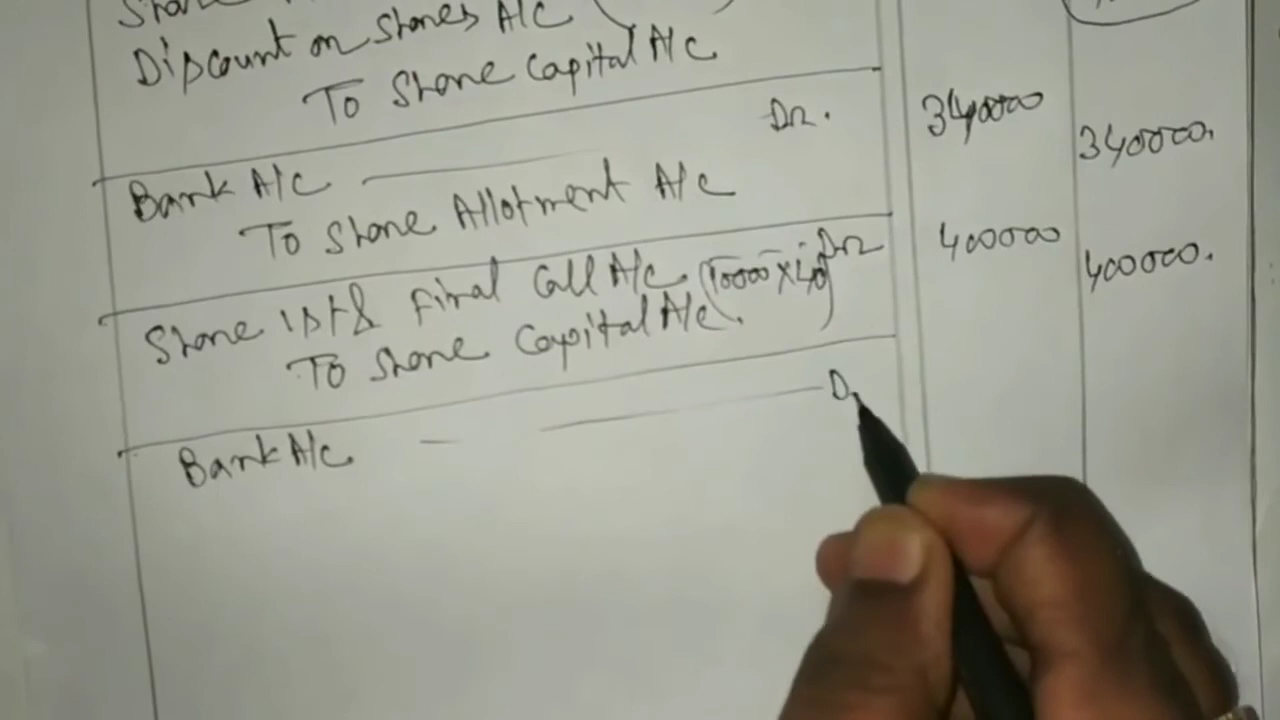 Discount on Shares A/c
To Share Capital A/c
Bank A/c Dr. 340000
To Share Allotment A/c 340000.
Share 1st & Final Call A/c (10000×40) Dr 400000
To Share Capital A/c. 400000.
Bank A/c D